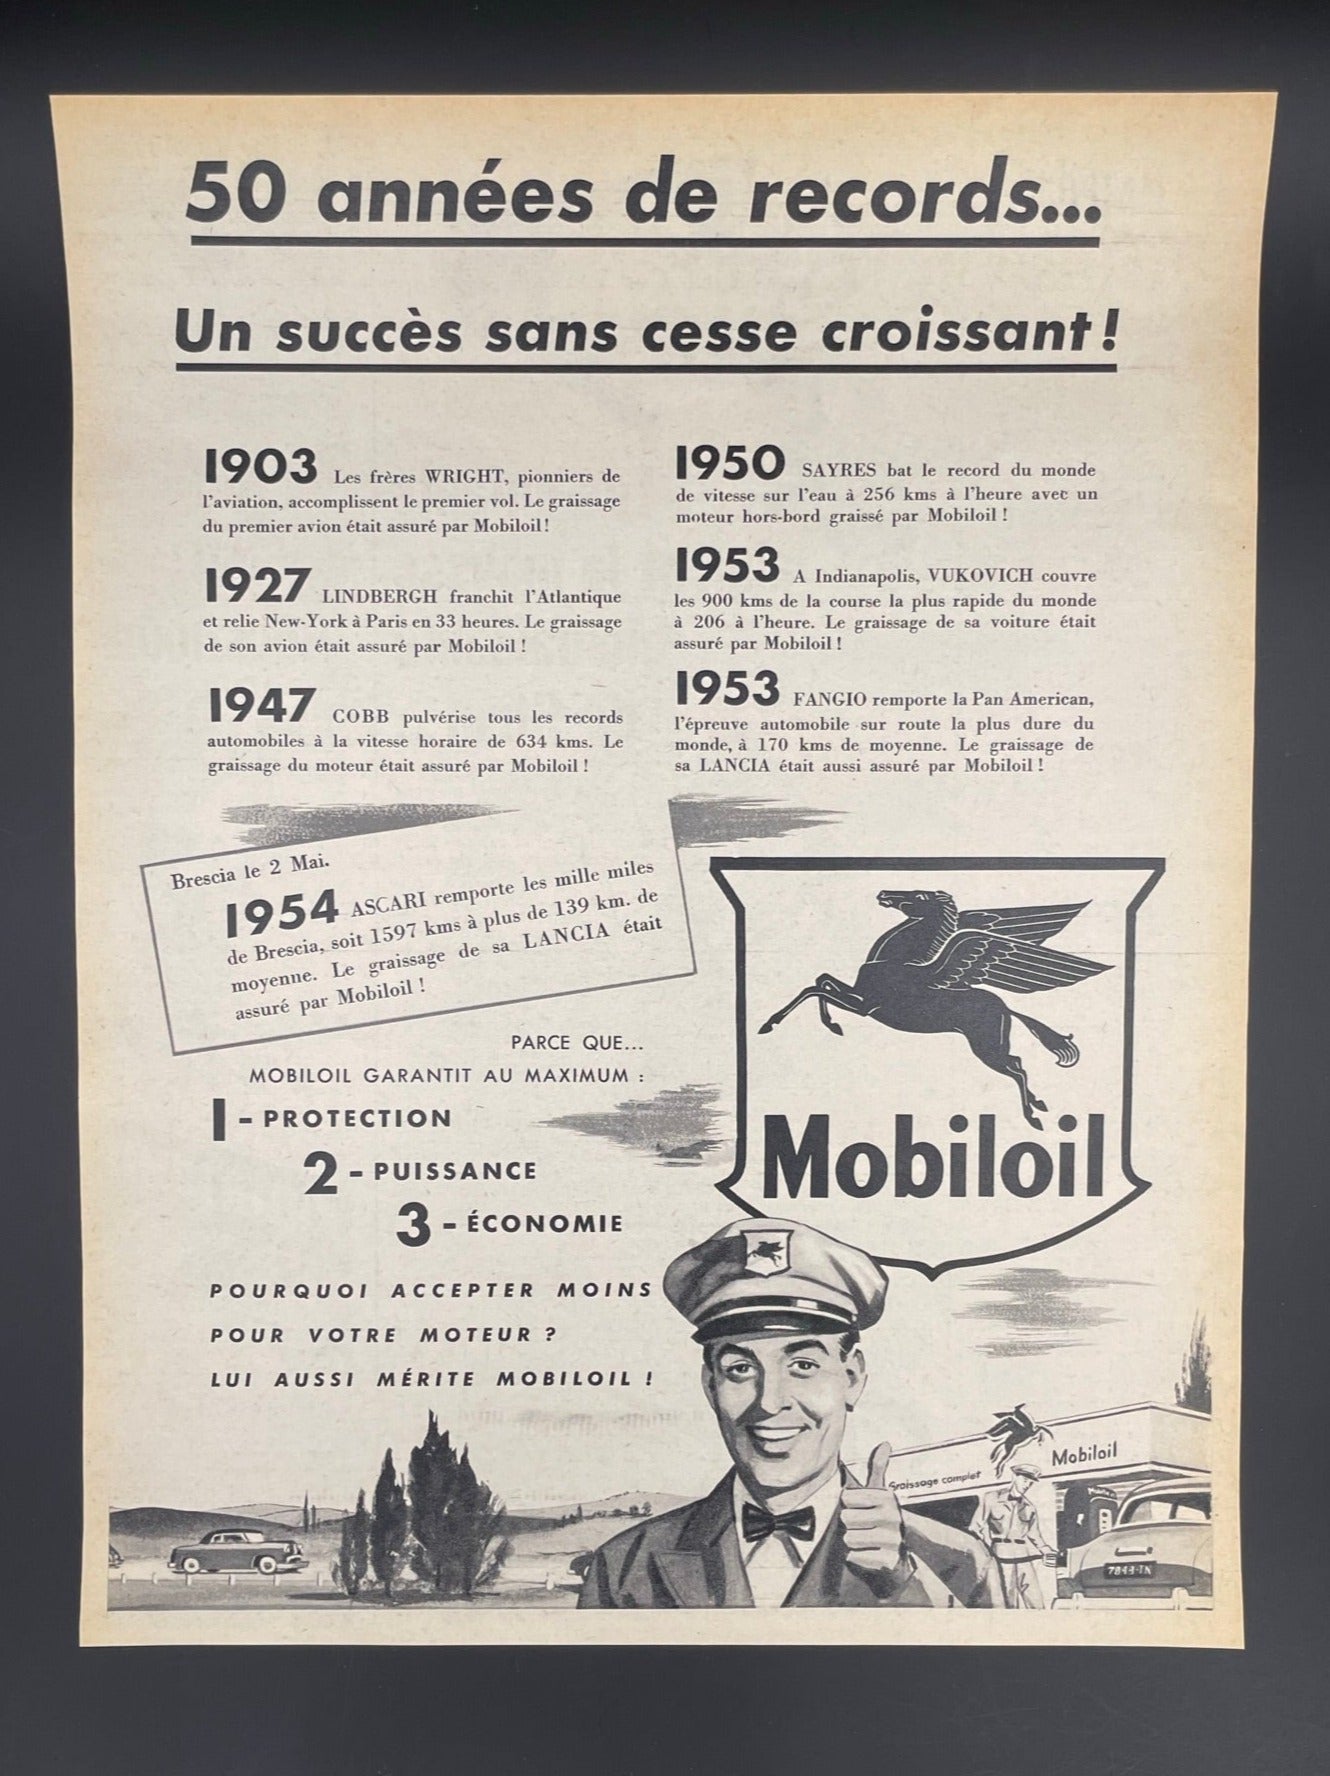 50 années de records...
Un succès sans cesse croissant!
1903 Les frères WRIGHT, pionniers de
l'aviation, accomplissent le premier vol. Le graissage
du premier avion était assuré par Mobiloil!
1927 LINDBERGH franchit l'Atlantique
et relie New-York à Paris en 33 heures. Le graissage
de son avion était assuré par Mobiloil !
1947 COBB pulvérise tous les records
automobiles à la vitesse horaire de 634 kms. Le
graissage du moteur était assuré par Mobiloil !
1950 SAYRES bat le record du monde
de vitesse sur l'eau à 256 kms à l'heure avec un
moteur hors-bord graissé par Mobiloil !
1953 A Indianapolis, VUKOVICH couvre
les 900 kms de la course la plus rapide du monde
à 206 à l'heure. Le graissage de sa voiture était
assuré par Mobiloil !
1953 FANGIO remporte la Pan American,
l'épreuve automobile sur route la plus dure du
monde, à 170 kms de moyenne. Le graissage de
sa LANCIA était aussi assuré par Mobiloil !
Brescia le 2 Mai.
1954 ASCARI remporte les mille miles
de Brescia, soit 1597 kms à plus de 139 km. de
moyenne. Le graissage de sa LANCIA était
assuré par Mobiloil !
PARCE QUE...
MOBILOIL GARANTIT AU MAXIMUM :
1 - PROTECTION
2 - PUISSANCE
3 - ÉCONOMIE
POURQUOI ACCEPTER MOINS
POUR VOTRE MOTEUR ?
LUI AUSSI MÉRITE MOBILOIL !
Mobiloil
Graissage complet
Mobiloil